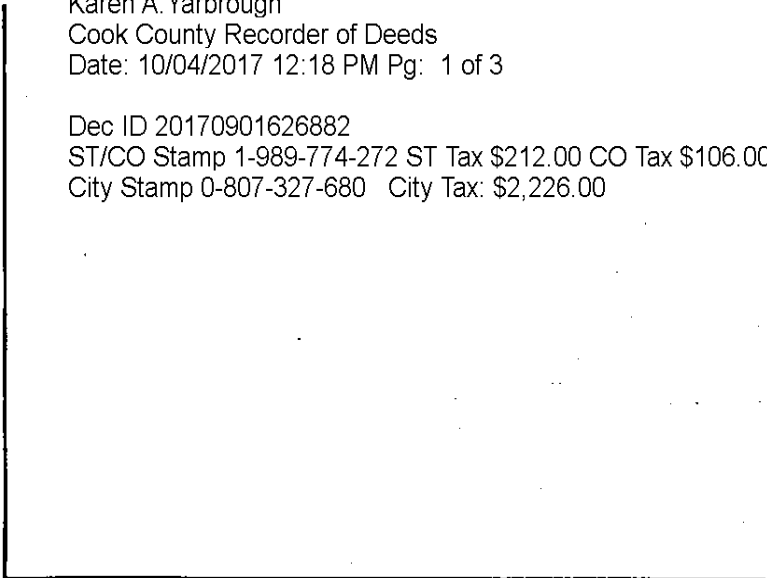 Karen A. Yarbrough
Cook County Recorder of Deeds
Date: 10/04/2017 12:18 PM Pg: 1 of 3
Dec ID 20170901626882
ST/CO Stamp 1-989-774-272 ST Tax $212.00 CO Tax $106.00
City Stamp 0-807-327-680 City Tax: $2,226.00